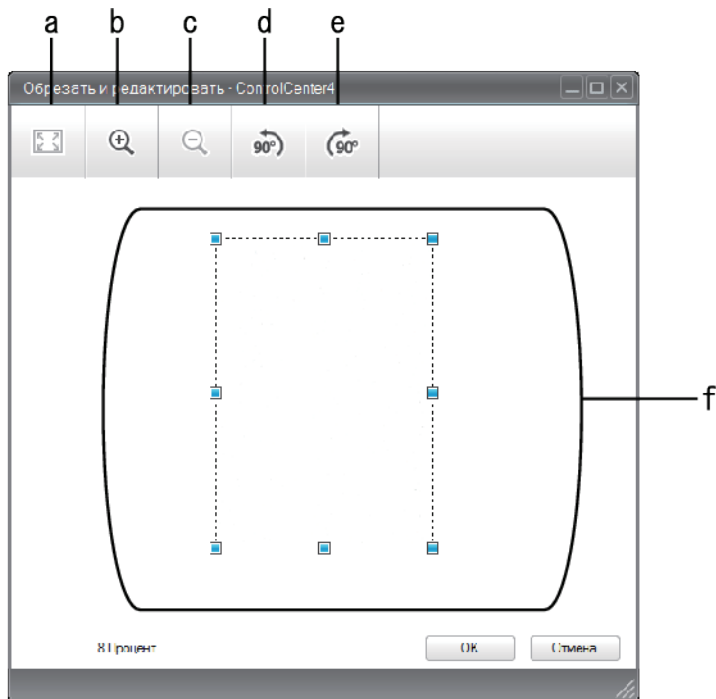 a b c d e
Обрезать и редактировать - ControlCenter4
90° 90°
f
8 Процент
OK Отмена